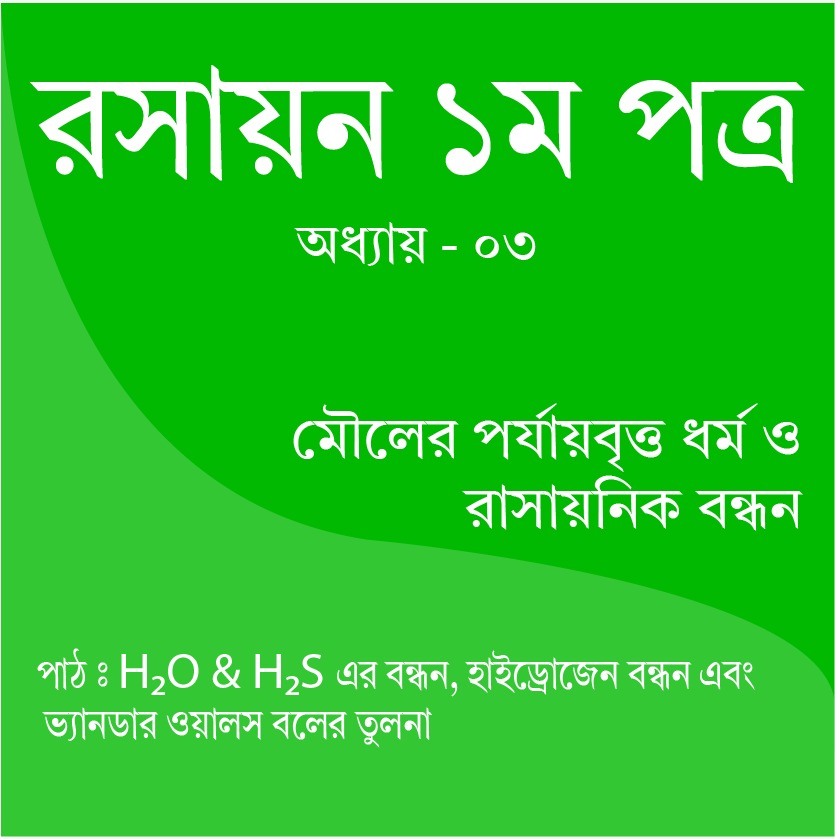 রসায়ন ১ম পত্র
অধ্যায় - ০৩
মৌলের পর্যায়বৃত্ত ধর্ম ও
রাসায়নিক বন্ধন
পাঠ ঃ H₂O & H₂S এর বন্ধন, হাইড্রোজেন বন্ধন এবং
ভ্যানডার ওয়ালস বলের তুলনা